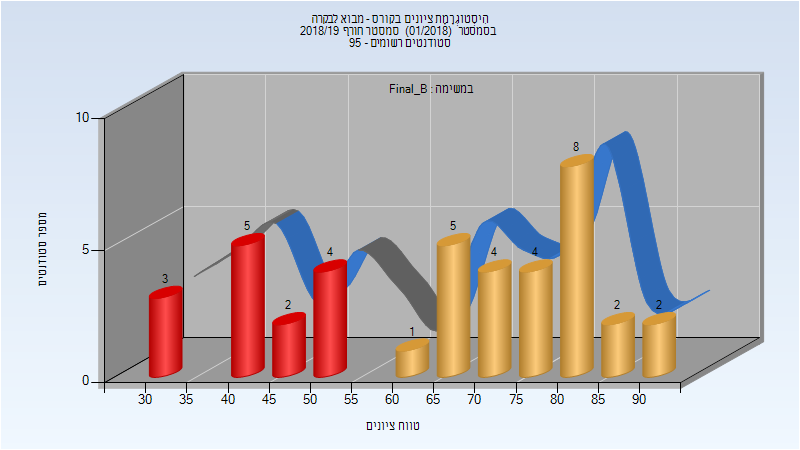 היסטוגרמת ציונים בקורס - מבוא לבקרה
בסמסטר (01/2018) סמסטר חורף 2018/19
סטודנטים רשומים - 95
במשימה : Final_B
מספר סטודנטים
10
5
0
3
5
2
4
1
5
4
4
8
2
2
30 35 40 45 50 55 60 65 70 75 80 85 90
טווח ציונים